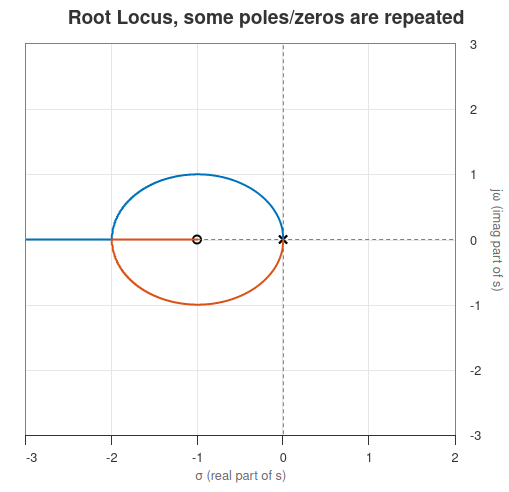 Root Locus, some poles/zeros are repeated
3
2
1
0
-1
-2
-3
jω (imag part of s)
-3 -2 -1 0 1 2
σ (real part of s)